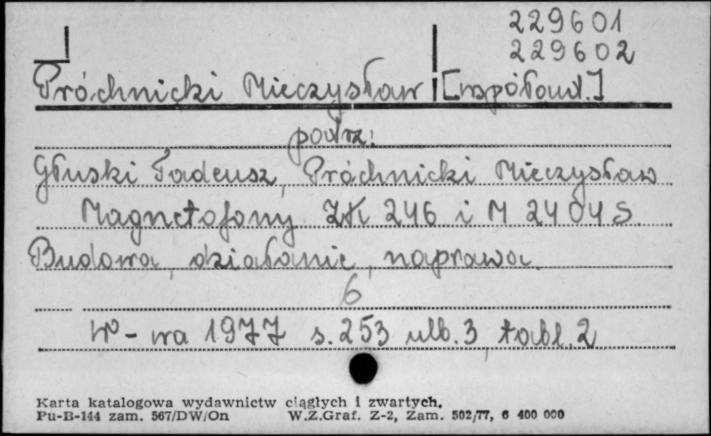 229601
229602
Próchnicki Mieczysław [współaut.]
patrz:
Głuski Tadeusz, Próchnicki Mieczysław
Magnetofony ZK 246 i M 2404 S.
Budowa, działanie, naprawa.
6
W-wa 1977 s. 253 nlb. 3, tabl. 2
Karta katalogowa wydawnictw ciągłych i zwartych.
Pu-B-144 zam. 567/DW/On W.Z.Graf. Z-2, Zam. 502/77, 6 400 000